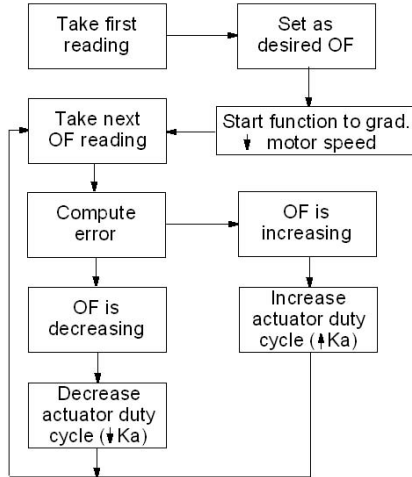 Take first
reading
Set as
desired OF
Start function to grad.
↓ motor speed
Take next
OF reading
Compute
error
OF is
increasing
OF is
decreasing
Increase
actuator duty
cycle (↑Ka)
Decrease
actuator duty
cycle (↓Ka)